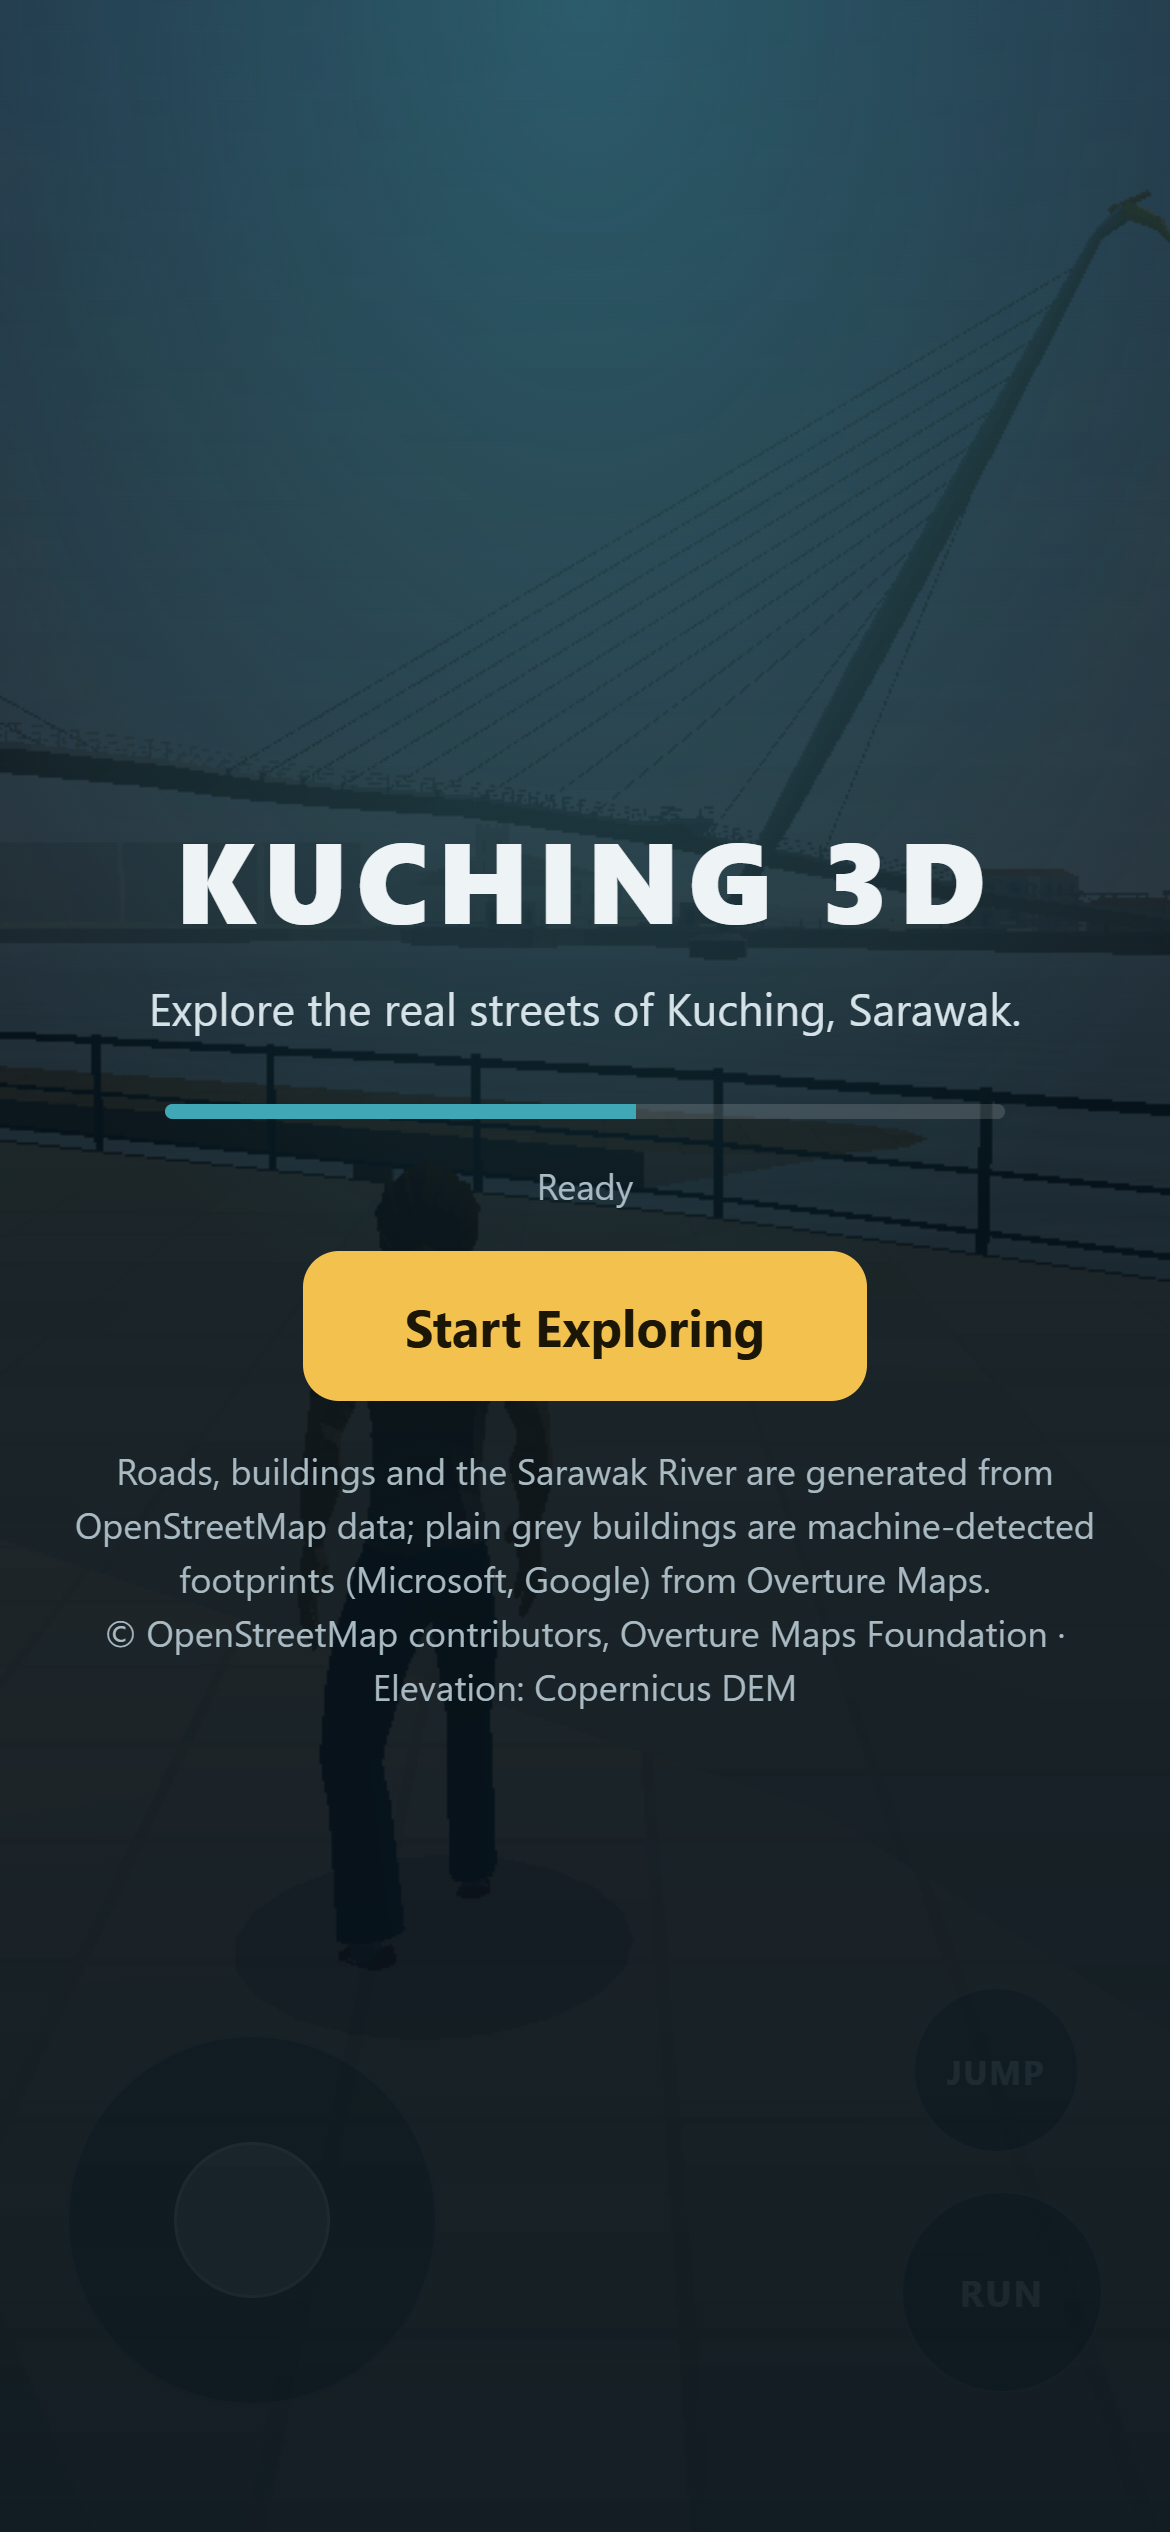 KUCHING 3D
Explore the real streets of Kuching, Sarawak.
Ready
Start Exploring
Roads, buildings and the Sarawak River are generated from
OpenStreetMap data; plain grey buildings are machine-detected
footprints (Microsoft, Google) from Overture Maps.
© OpenStreetMap contributors, Overture Maps Foundation ·
Elevation: Copernicus DEM
JUMP
RUN